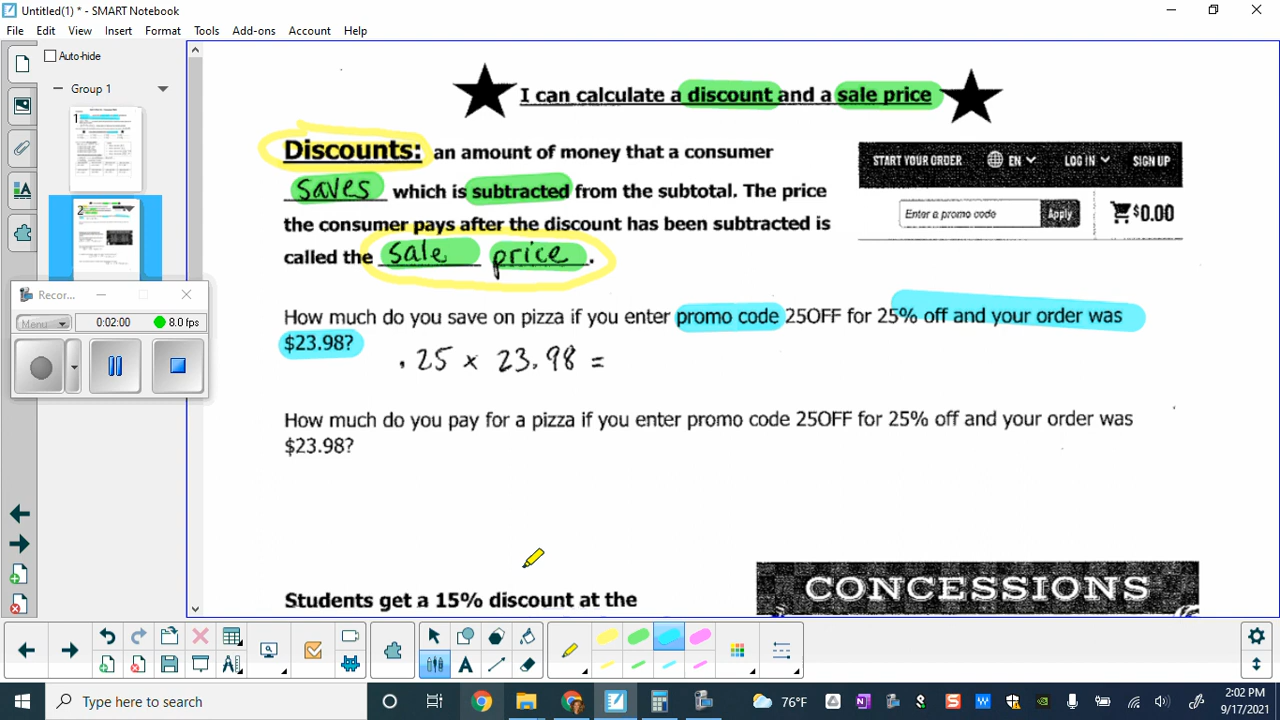 Untitled(1) * - SMART Notebook
File Edit View Insert Format Tools Add-ons Account Help
Auto-hide
Group 1
1
2
Recor...
Menu
0:02:00
8.0 fps
I can calculate a discount and a sale price
Discounts: an amount of money that a consumer
saves which is subtracted from the subtotal. The price
the consumer pays after the discount has been subtracted is
called the sale price.
START YOUR ORDER EN LOG IN SIGN UP
Enter a promo code Apply $0.00
How much do you save on pizza if you enter promo code 25OFF for 25% off and your order was
$23.98?
.25 × 23.98 =
How much do you pay for a pizza if you enter promo code 25OFF for 25% off and your order was
$23.98?
Students get a 15% discount at the
CONCESSIONS
Type here to search
76°F
2:02 PM
9/17/2021